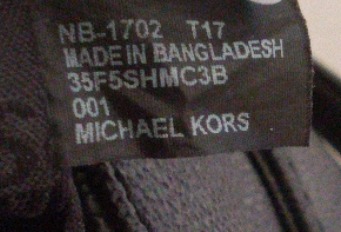 NB-1702 T17
MADE IN BANGLADESH
35F5SHMC3B
001
MICHAEL KORS